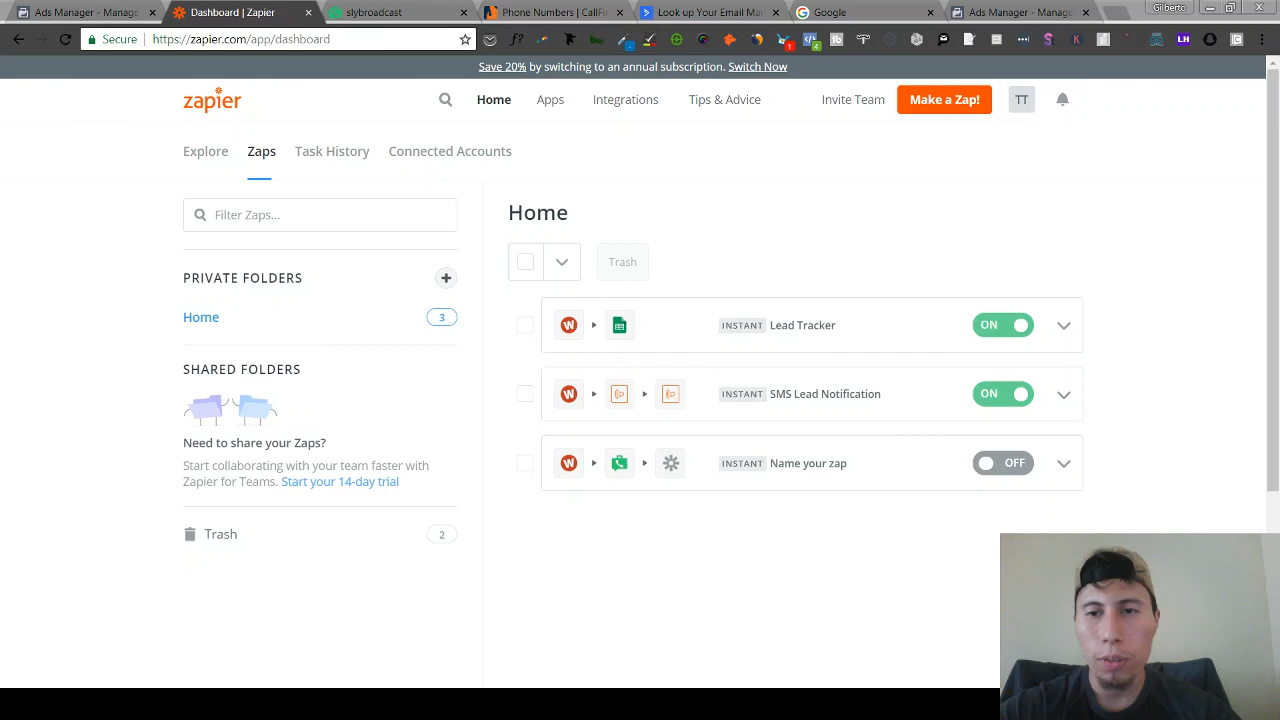 Ads Manager - Manage
Dashboard | Zapier
slybroadcast
Phone Numbers | CallFi
Look up Your Email Ma
Google
Ads Manager - Manage
Gilberto
Secure
https://zapier.com/app/dashboard
Save 20% by switching to an annual subscription. Switch Now
zapier
Home
Apps
Integrations
Tips & Advice
Invite Team
Make a Zap!
TT
Explore
Zaps
Task History
Connected Accounts
Filter Zaps...
PRIVATE FOLDERS
Home
3
SHARED FOLDERS
Need to share your Zaps?
Start collaborating with your team faster with
Zapier for Teams. Start your 14-day trial
Trash
2
Home
Trash
INSTANT Lead Tracker
ON
INSTANT SMS Lead Notification
ON
INSTANT Name your zap
OFF